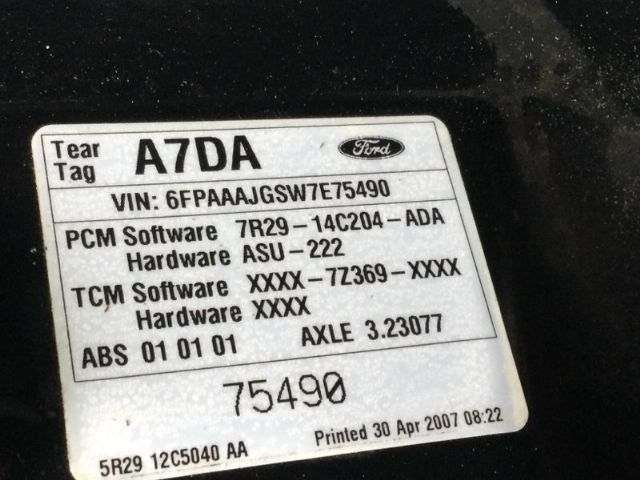 Tear Tag A7DA Ford
VIN: 6FPAAAJGSW7E75490
PCM Software 7R29-14C204-ADA
Hardware ASU-222
TCM Software XXXX-7Z369-XXXX
Hardware XXXX
ABS 01 01 01 AXLE 3.23077
75490
5R29 12C5040 AA Printed 30 Apr 2007 08:22